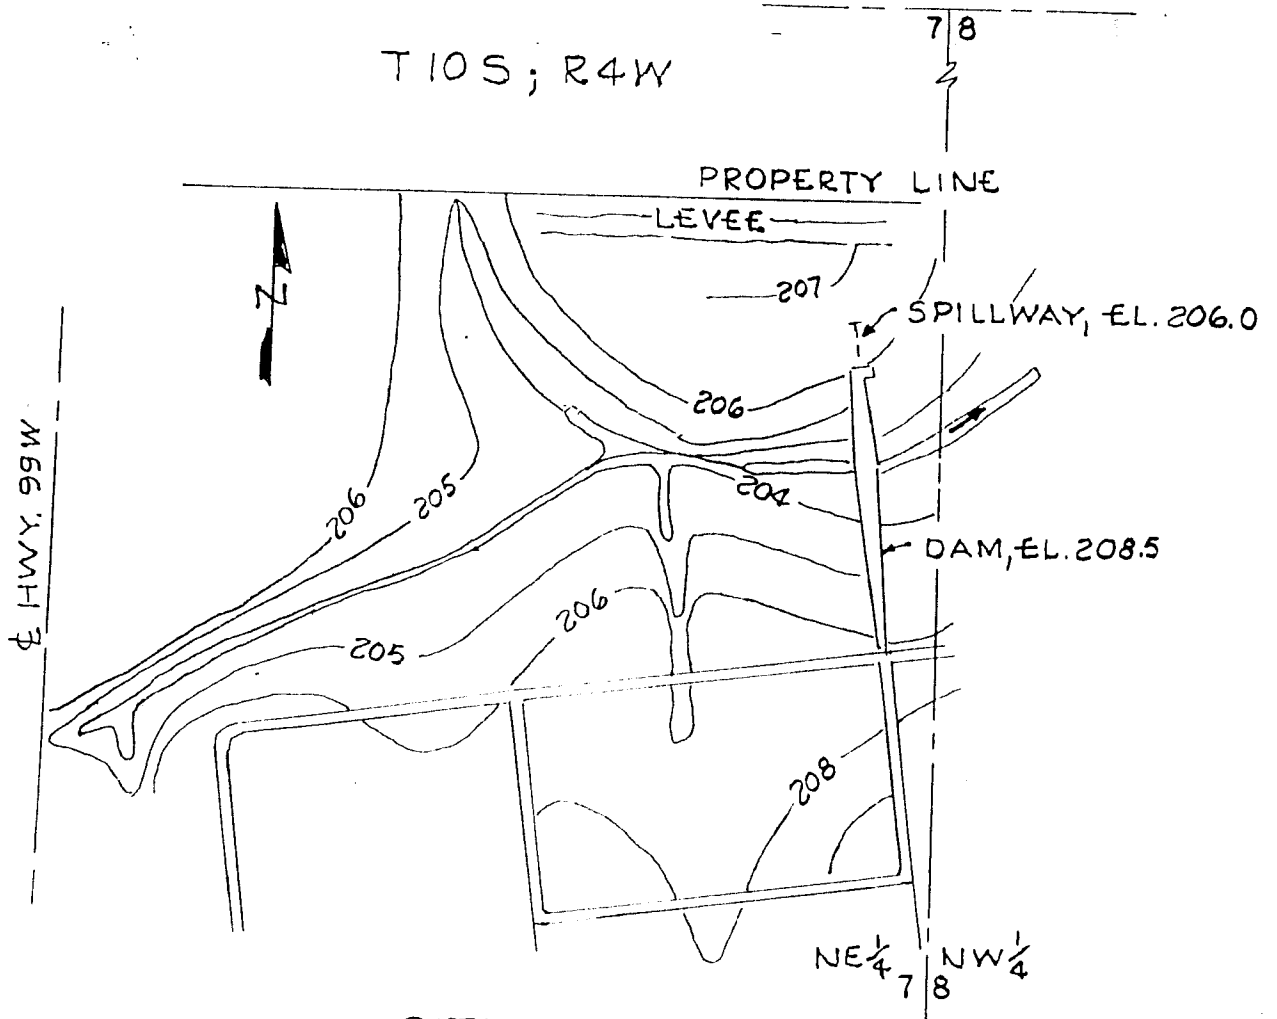 7 8
T10S; R4W
PROPERTY LINE
LEVEE
N
207
SPILLWAY, EL. 206.0
206
℄ HWY. 66W
206
205
204
DAM, EL. 208.5
206
205
208
NE¼ NW¼
7 8